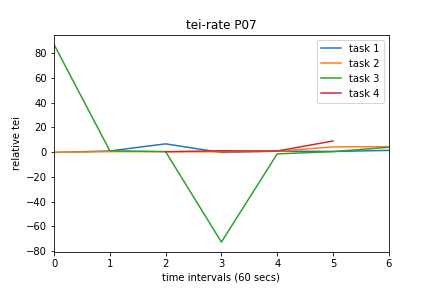 tei-rate P07
task 1
task 2
task 3
task 4
relative tei
80
60
40
20
0
−20
−40
−60
−80
0 1 2 3 4 5 6
time intervals (60 secs)